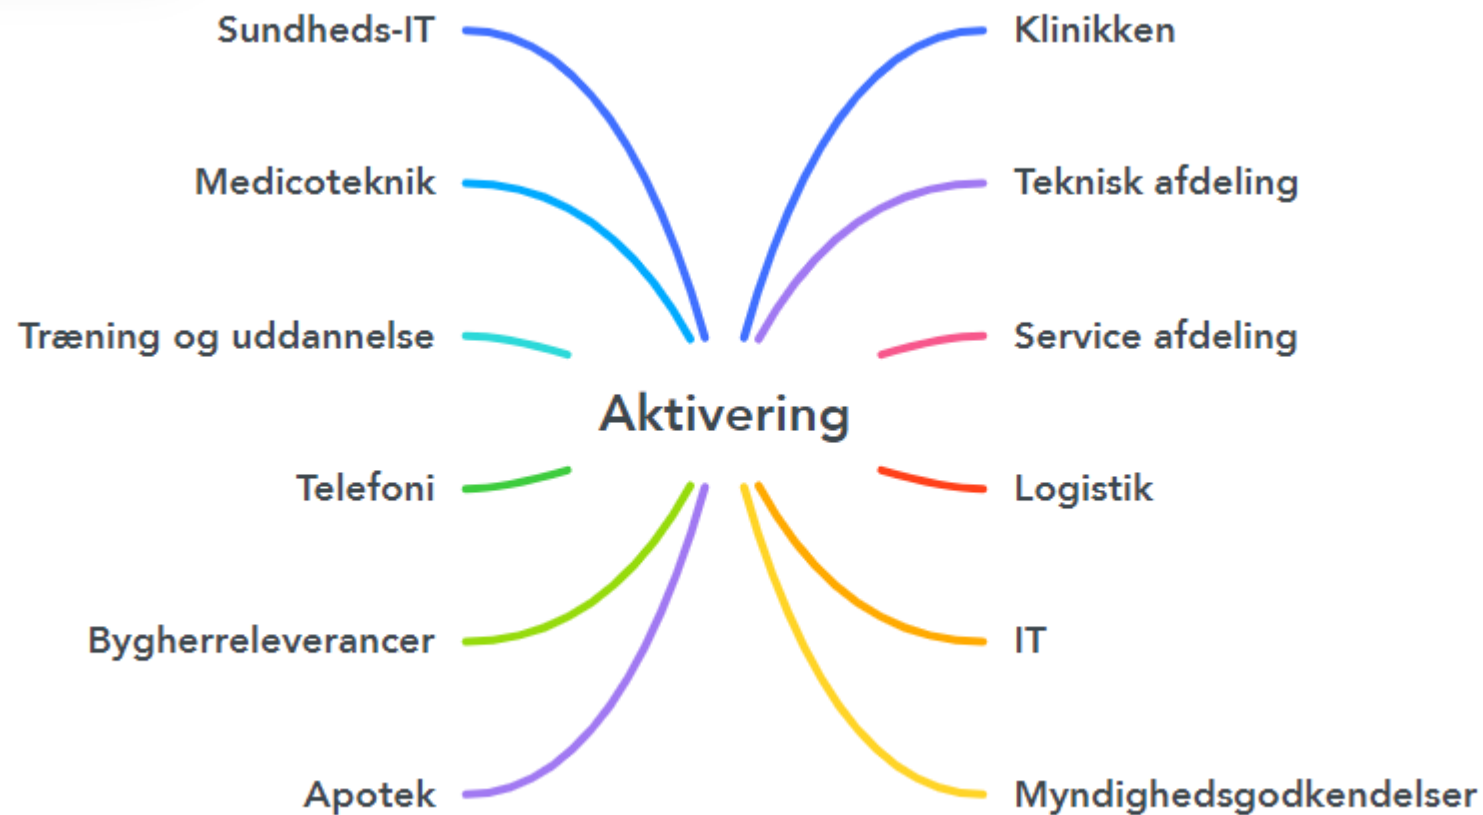 Sundheds-IT
Klinikken
Medicoteknik
Teknisk afdeling
Træning og uddannelse
Service afdeling
Aktivering
Telefoni
Logistik
Bygherreleverancer
IT
Apotek
Myndighedsgodkendelser